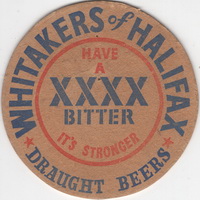 WHITAKERS of HALIFAX
HAVE
A
XXXX
BITTER
IT'S STRONGER
DRAUGHT BEERS